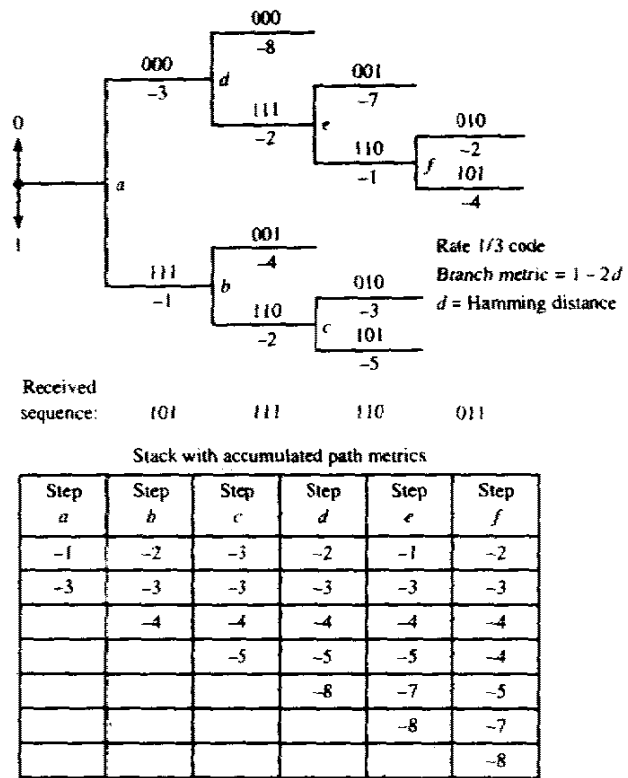 000
000
-8
-3
d
001
111
-7
0
-2
e
010
110
-2
-1
f
101
a
-4
1
001
Rate 1/3 code
111
-4
010
Branch metric = 1 - 2d
-1
b
110
-3
d = Hamming distance
-2
c
101
-5
Received
sequence: 101 111 110 011
Stack with accumulated path metrics
Step Step Step Step Step Step
a b c d e f
-1 -2 -3 -2 -1 -2
-3 -3 -3 -3 -3 -3
-4 -4 -4 -4 -4
-5 -5 -5 -4
-8 -7 -5
-8 -7
-8